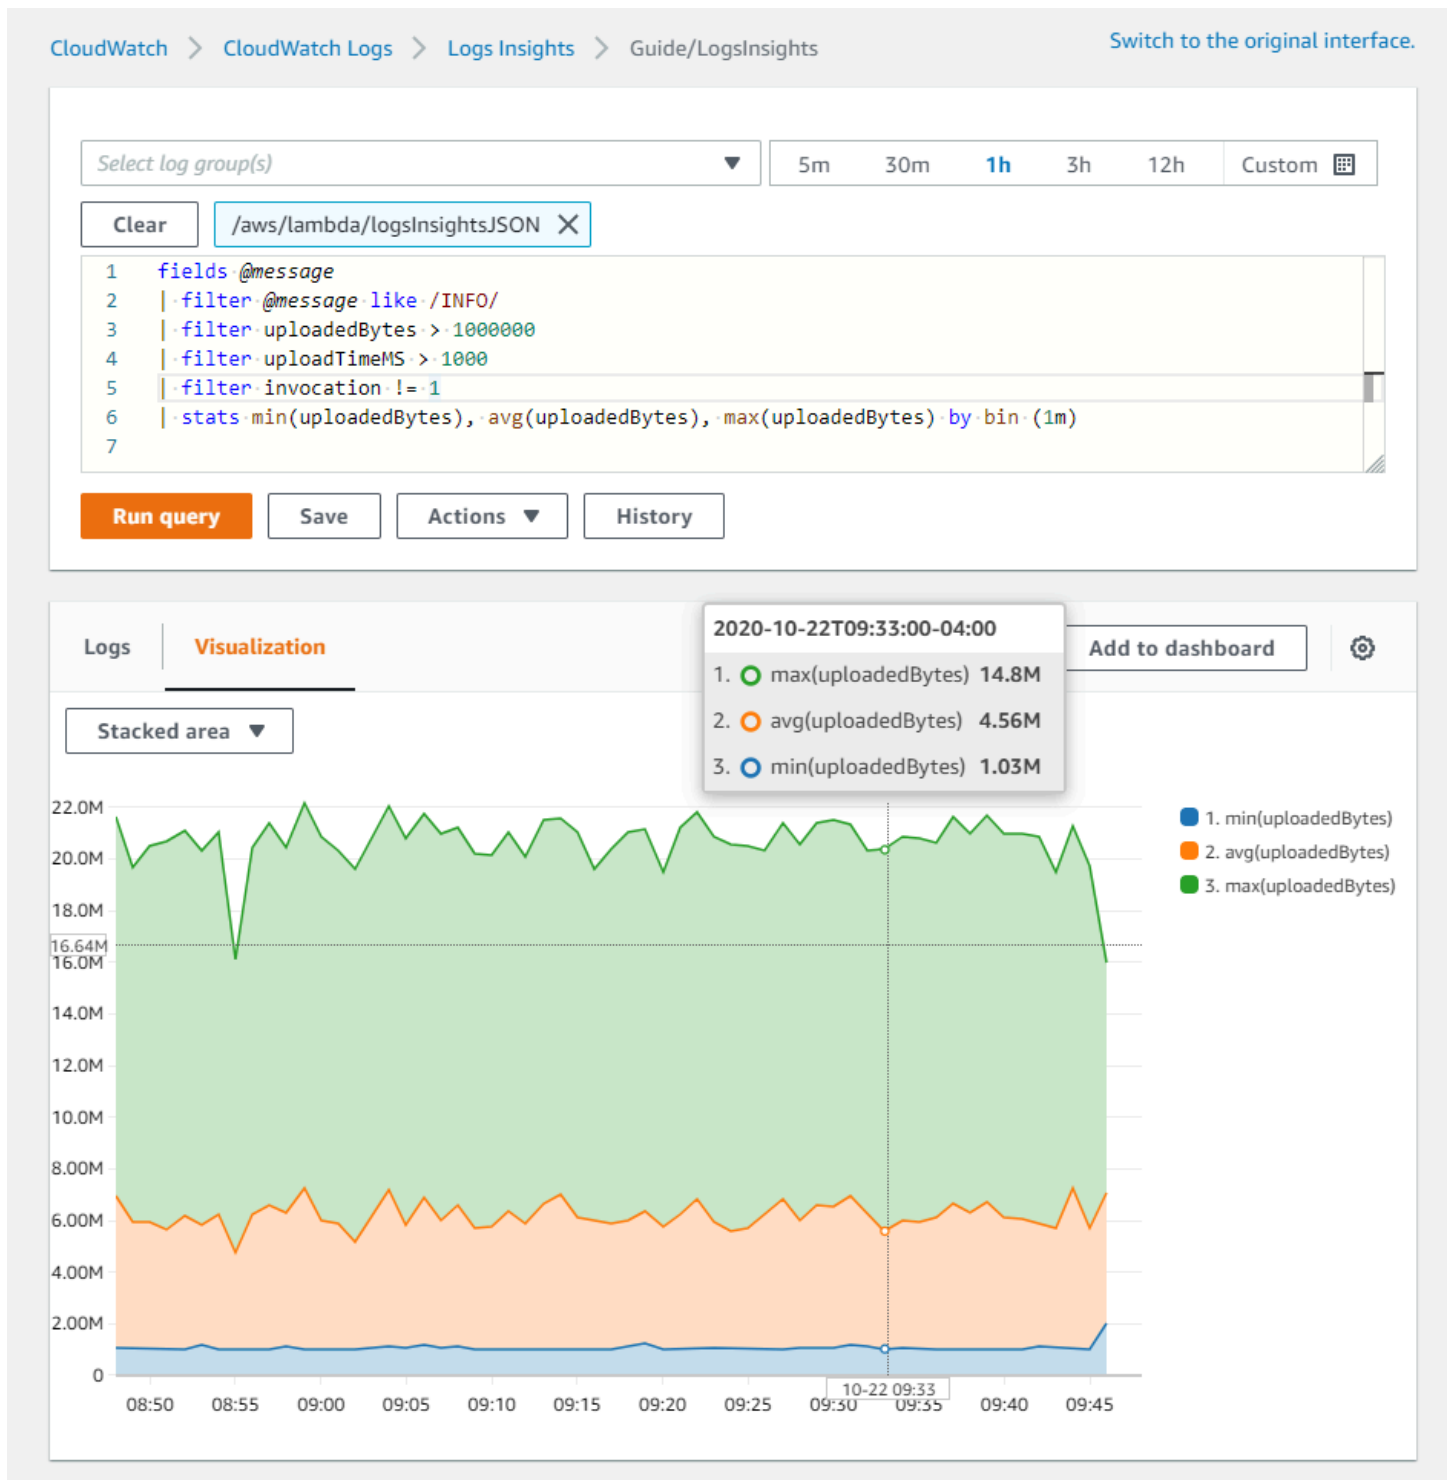 CloudWatch > CloudWatch Logs > Logs Insights > Guide/LogsInsights
Switch to the original interface.
Select log group(s)
5m 30m 1h 3h 12h Custom
Clear /aws/lambda/logsInsightsJSON
1 fields @message
2 | filter @message like /INFO/
3 | filter uploadedBytes > 1000000
4 | filter uploadTimeMS > 1000
5 | filter invocation != 1
6 | stats min(uploadedBytes), avg(uploadedBytes), max(uploadedBytes) by bin (1m)
7
Run query Save Actions History
Logs Visualization
Add to dashboard
2020-10-22T09:33:00-04:00
1. max(uploadedBytes) 14.8M
2. avg(uploadedBytes) 4.56M
3. min(uploadedBytes) 1.03M
Stacked area
22.0M
20.0M
18.0M
16.64M
16.0M
14.0M
12.0M
10.0M
8.00M
6.00M
4.00M
2.00M
0
1. min(uploadedBytes)
2. avg(uploadedBytes)
3. max(uploadedBytes)
10-22 09:33
08:50 08:55 09:00 09:05 09:10 09:15 09:20 09:25 09:30 09:35 09:40 09:45